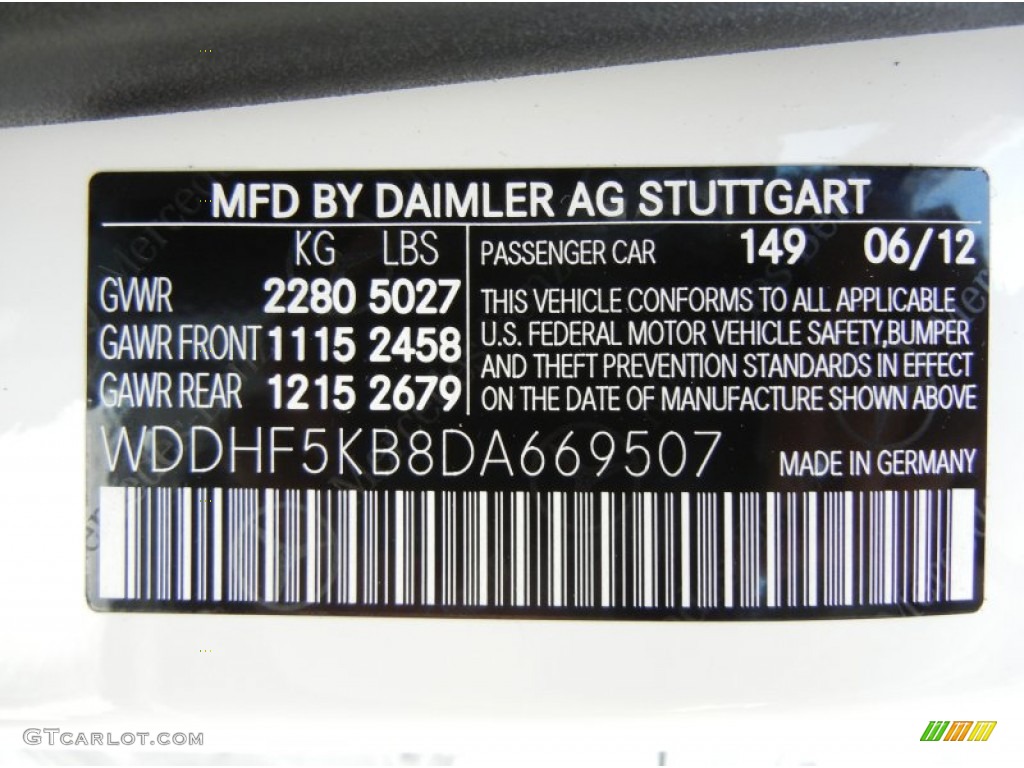 MFD BY DAIMLER AG STUTTGART
KG LBS
GVWR 2280 5027
GAWR FRONT 1115 2458
GAWR REAR 1215 2679
PASSENGER CAR 149 06/12
THIS VEHICLE CONFORMS TO ALL APPLICABLE
U.S. FEDERAL MOTOR VEHICLE SAFETY,BUMPER
AND THEFT PREVENTION STANDARDS IN EFFECT
ON THE DATE OF MANUFACTURE SHOWN ABOVE
WDDHF5KB8DA669507 MADE IN GERMANY
GTCARLOT.COM